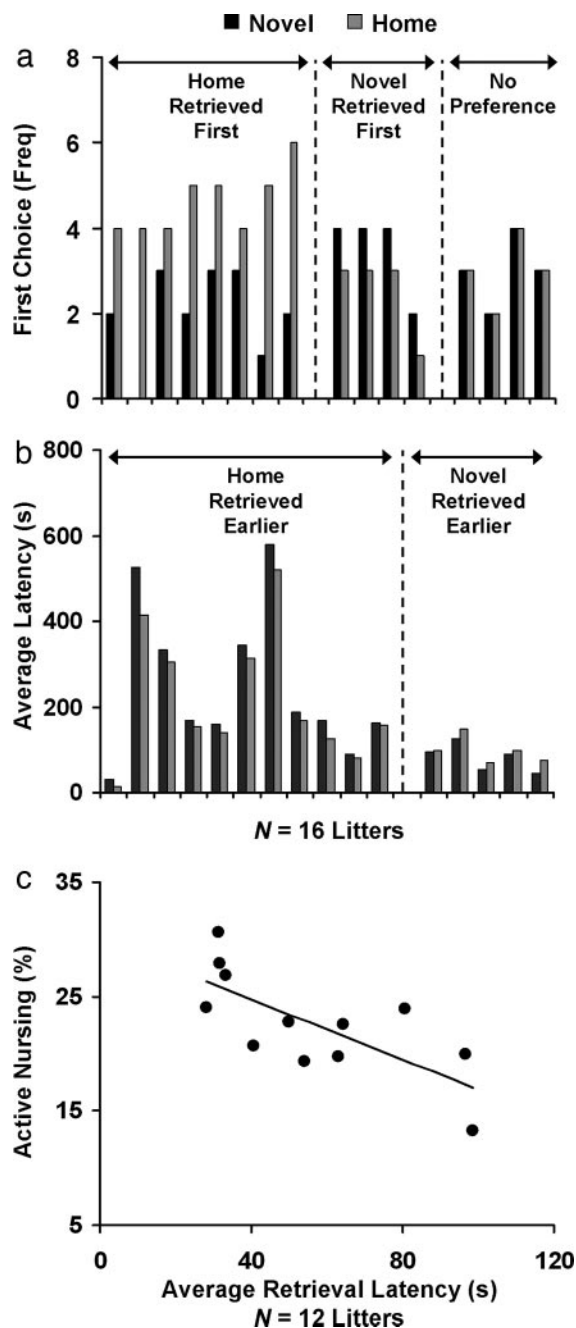 Novel Home
a
Home Retrieved First
Novel Retrieved First
No Preference
First Choice (Freq)
8
6
4
2
0
b
Home Retrieved Earlier
Novel Retrieved Earlier
Average Latency (s)
800
600
400
200
0
N = 16 Litters
c
Active Nursing (%)
35
25
15
5
0 40 80 120
Average Retrieval Latency (s)
N = 12 Litters